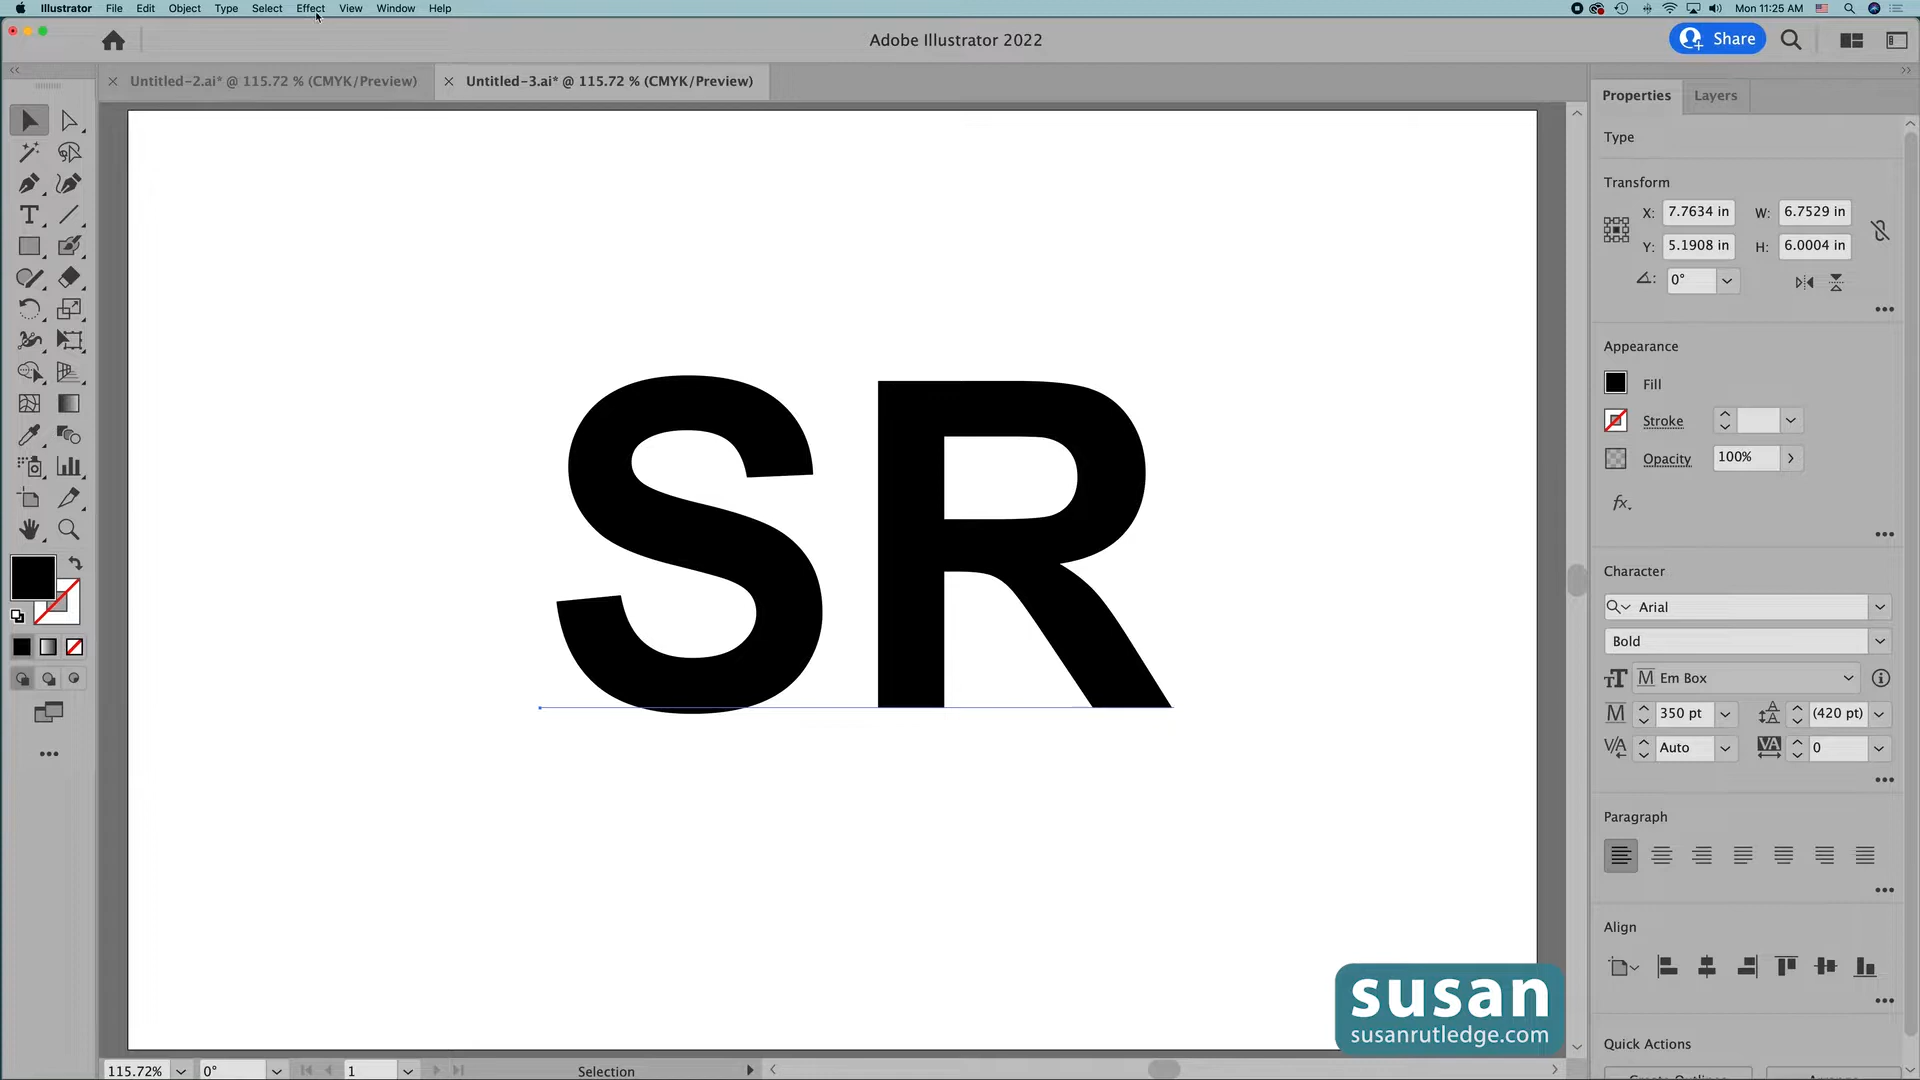 Illustrator File Edit Object Type Select Effect View Window Help
Mon 11:25 AM
Adobe Illustrator 2022
Share
Untitled-2.ai* @ 115.72 % (CMYK/Preview)
Untitled-3.ai* @ 115.72 % (CMYK/Preview)
Properties Layers
Type
Transform
X: 7.7634 in W: 6.7529 in
Y: 5.1908 in H: 6.0004 in
0°
Appearance
Fill
Stroke
Opacity 100%
fx
Character
Arial
Bold
Em Box
350 pt (420 pt)
Auto 0
Paragraph
Align
Quick Actions
SR
susan
susanrutledge.com
115.72% 0° 1 Selection